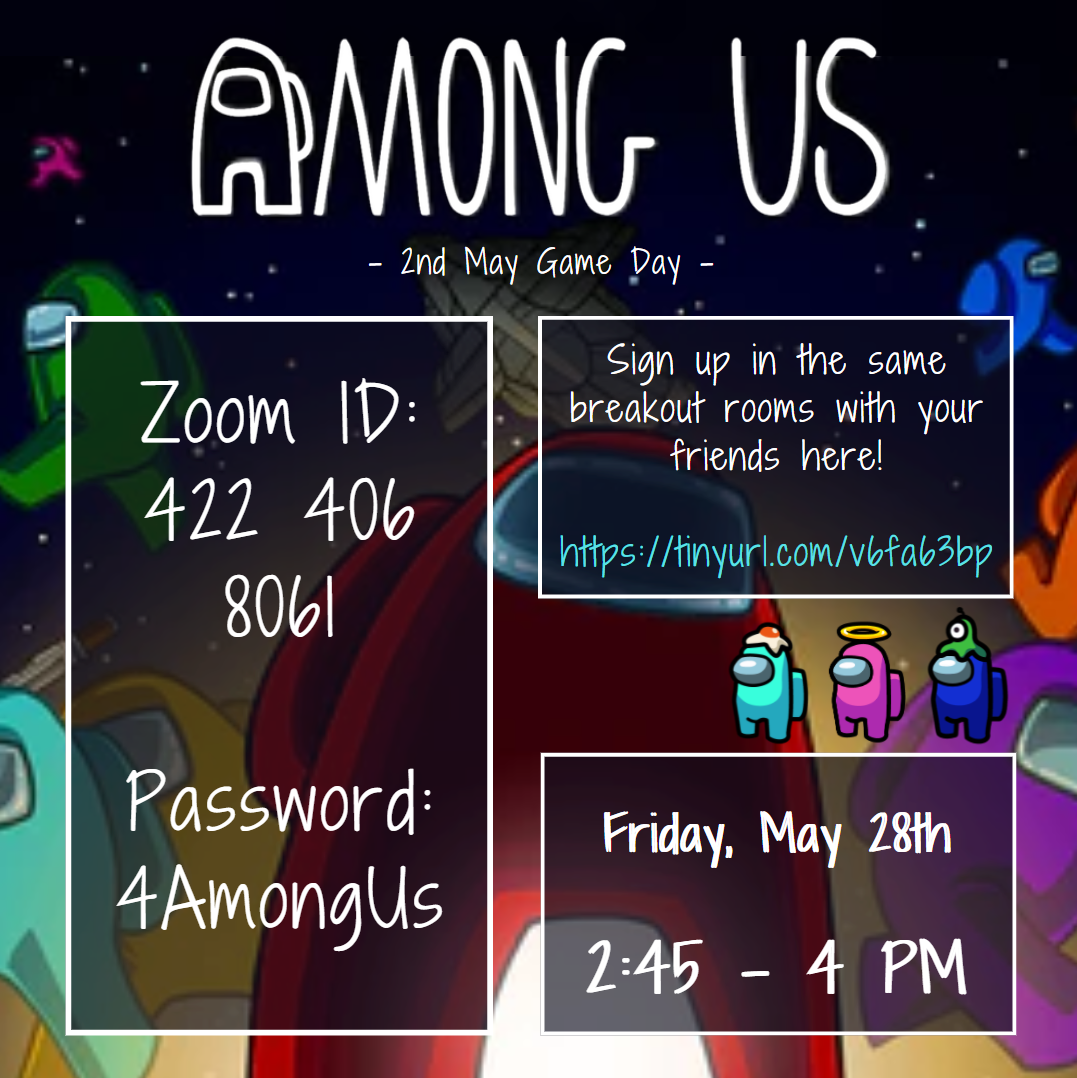 AMONG US
- 2nd May Game Day -
Zoom ID:
422 406
8061
Password:
4AmongUs
Sign up in the same
breakout rooms with your
friends here!
https://tinyurl.com/v6fa63bp
Friday, May 28th
2:45 - 4 PM